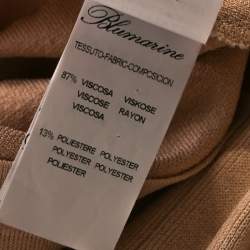 Blumarine
TESSUTO-FABRIC-COMPOSICION
87% VISCOSA VISKOSE
VISCOSE RAYON
VISCOSA
13% POLIESTERE POLYESTER
POLYESTER POLYESTER
POLIESTER